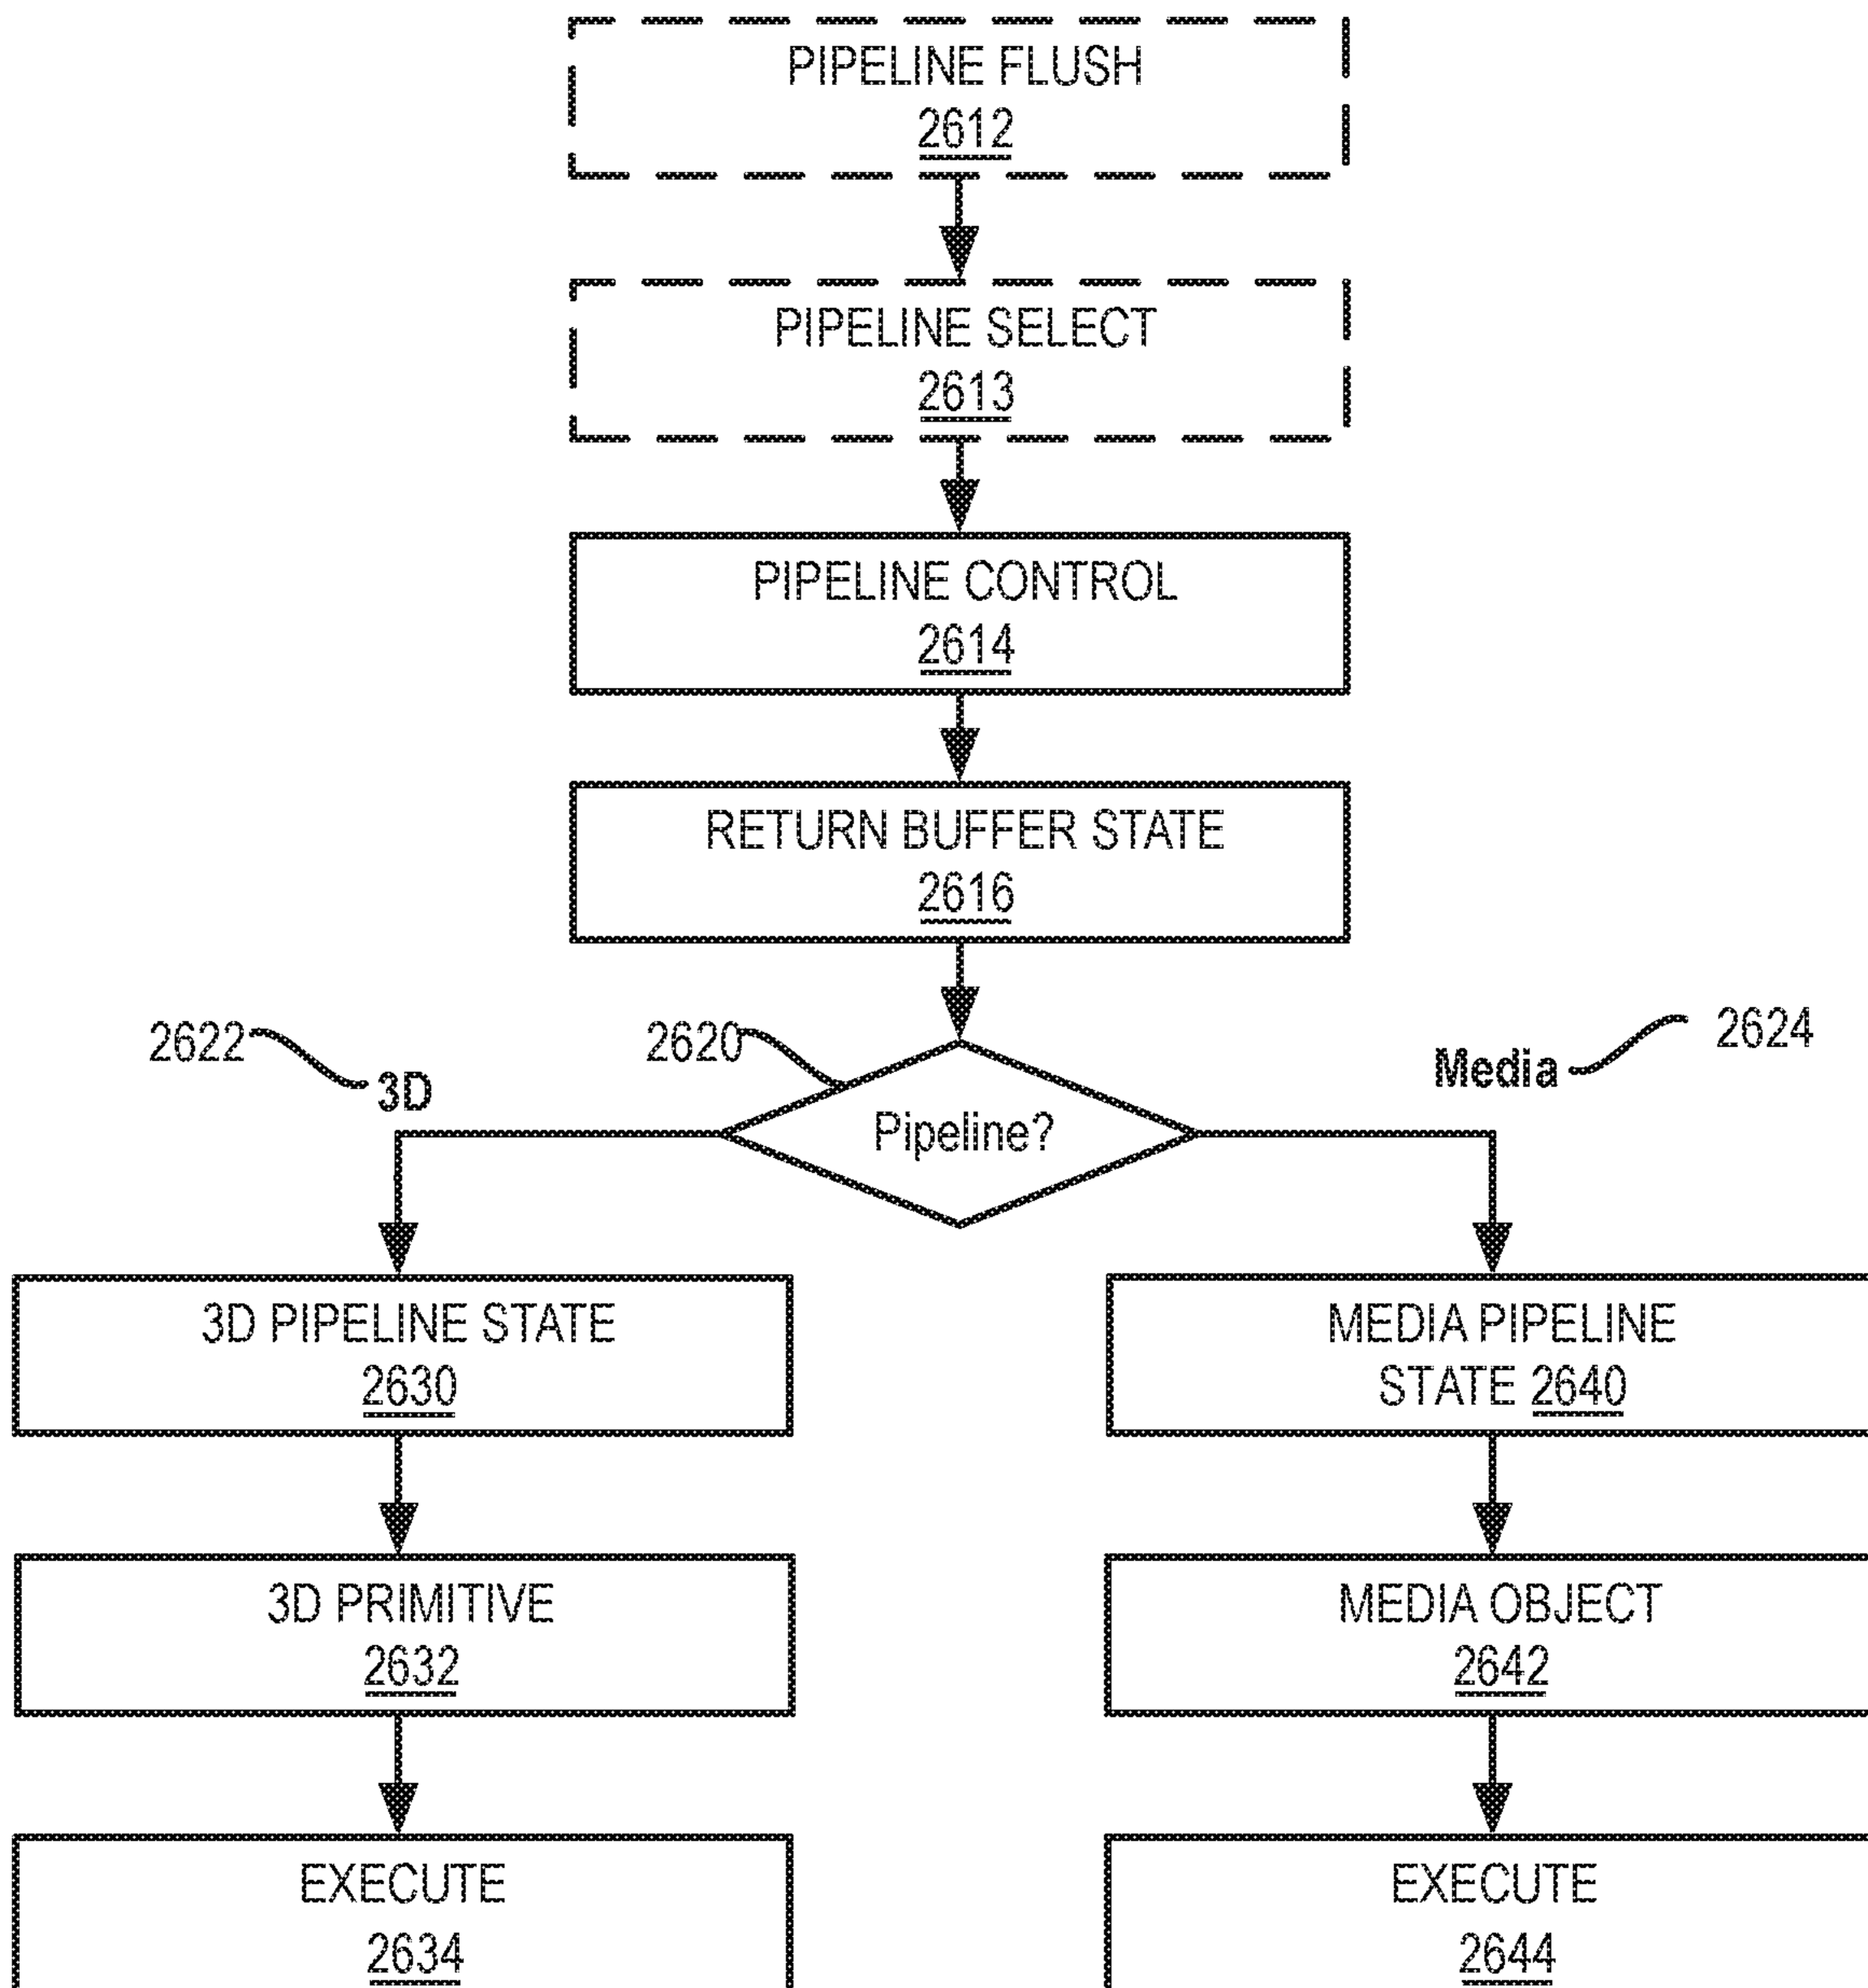 PIPELINE FLUSH
2612
PIPELINE SELECT
2613
PIPELINE CONTROL
2614
RETURN BUFFER STATE
2616
2622
3D
2620
Pipeline?
Media
2624
3D PIPELINE STATE
2630
MEDIA PIPELINE
STATE 2640
3D PRIMITIVE
2632
MEDIA OBJECT
2642
EXECUTE
2634
EXECUTE
2644